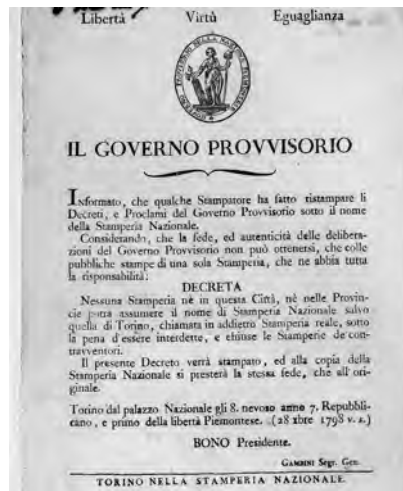 Libertà Virtù Eguaglianza
IL GOVERNO PROVVISORIO
Informato, che qualche Stampatore ha fatto ristampare li
Decreti, e Proclami del Governo Provvisorio sotto il nome
della Stamperia Nazionale.
Considerando, che la fede, ed autenticità delle delibera-
zioni del Governo Provvisorio non può ottenersi, che colle
pubbliche stampe di una sola Stamperia, che ne abbia tutta
la risponsabilità;
DECRETA
Nessuna Stamperia nè in questa Città, nè nelle Provin-
cie potrà assumere il nome di Stamperia Nazionale salvo
quella di Torino, chiamata in addietro Stamperia reale, sotto
la pena d'essere interdette, e chiuse le Stamperie de' con-
travventori.
Il presente Decreto verrà stampato, ed alla copia della
Stamperia Nazionale si presterà la stessa fede, che all' ori-
ginale.
Torino dal palazzo Nazionale gli 8. nevoso anno 7. Repubbli-
cano, e primo della libertà Piemontese. (28 xbre 1798 v. s.)
BONO Presidente.
GAMBINI Segr. Gen.
TORINO NELLA STAMPERIA NAZIONALE.